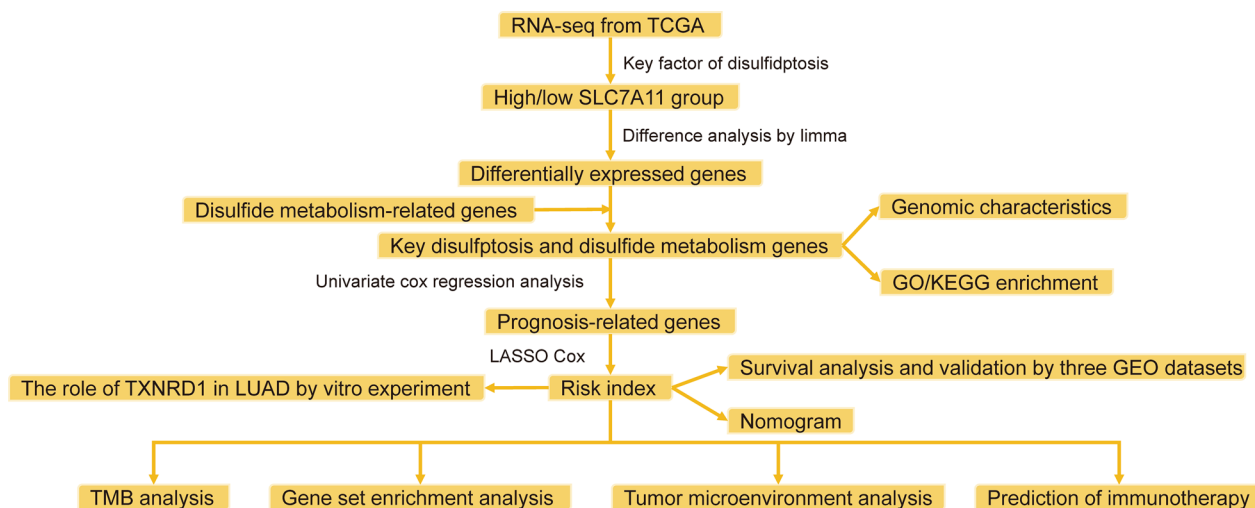 RNA-seq from TCGA
Key factor of disulfidptosis
High/low SLC7A11 group
Difference analysis by limma
Differentially expressed genes
Disulfide metabolism-related genes
Genomic characteristics
Key disulfptosis and disulfide metabolism genes
Univariate cox regression analysis
GO/KEGG enrichment
Prognosis-related genes
LASSO Cox
Survival analysis and validation by three GEO datasets
The role of TXNRD1 in LUAD by vitro experiment
Risk index
Nomogram
TMB analysis
Gene set enrichment analysis
Tumor microenvironment analysis
Prediction of immunotherapy